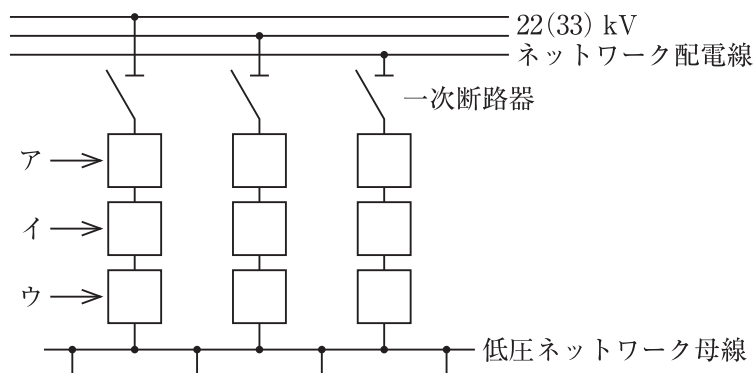 22(33) kV
ネットワーク配電線
一次断路器
ア
イ
ウ
低圧ネットワーク母線